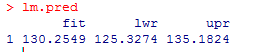 > lm.pred
fit lwr upr
1 130.2549 125.3274 135.1824